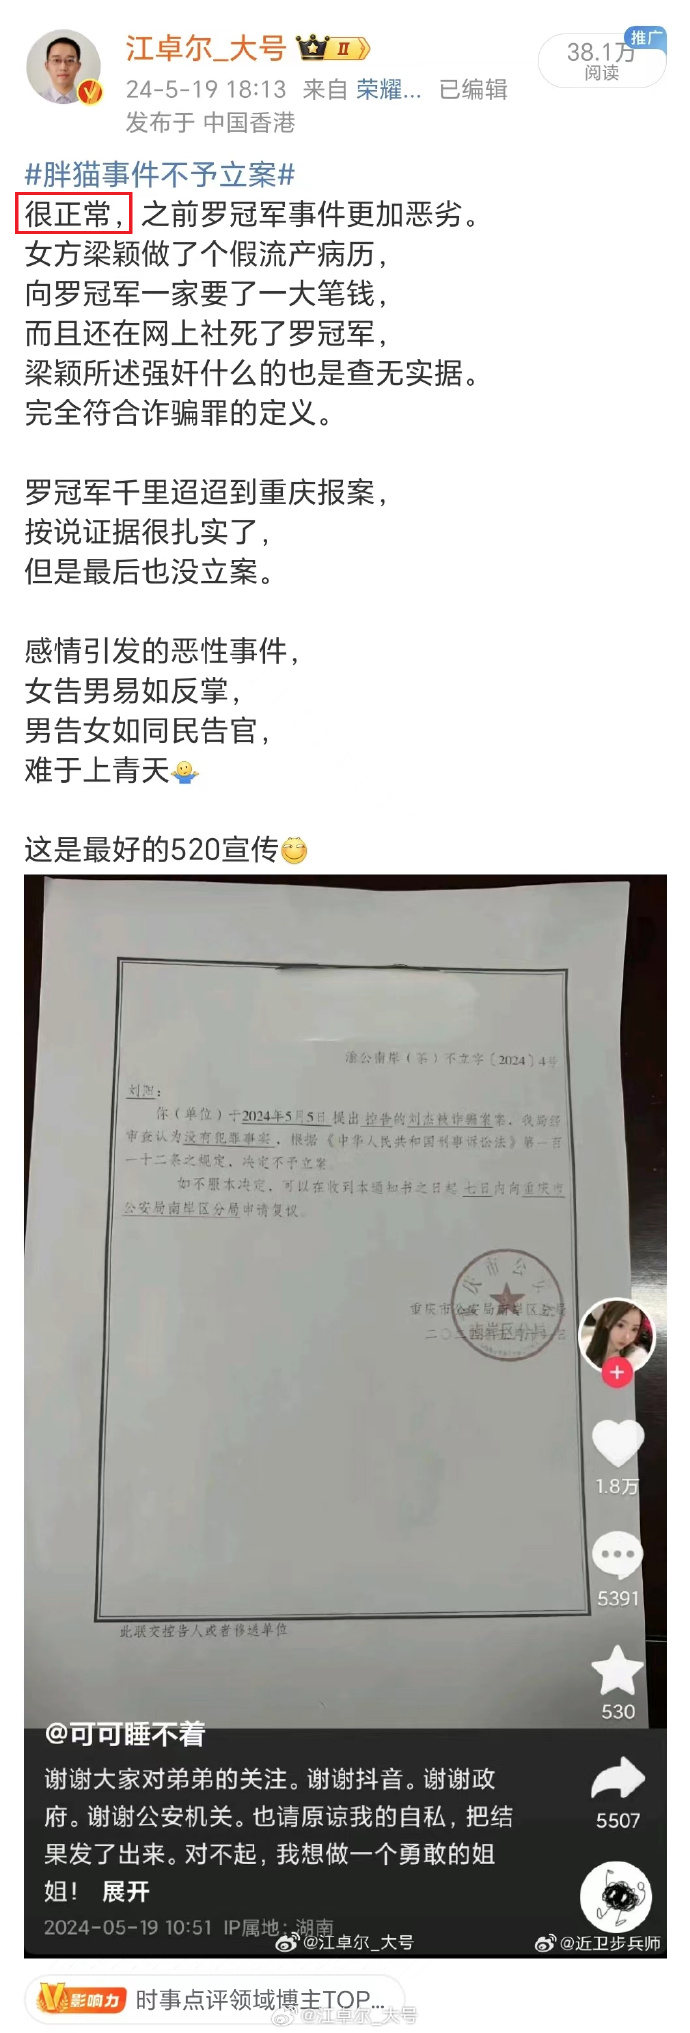 江卓尔_大号 II
推广
38.1万
阅读
24-5-19 18:13 来自 荣耀... 已编辑
发布于 中国香港
#胖猫事件不予立案#
很正常，之前罗冠军事件更加恶劣。
女方梁颖做了个假流产病历，
向罗冠军一家要了一大笔钱，
而且还在网上社死了罗冠军，
梁颖所述强奸什么的也是查无实据。
完全符合诈骗罪的定义。
罗冠军千里迢迢到重庆报案，
按说证据很扎实了，
但是最后也没立案。
感情引发的恶性事件，
女告男易如反掌，
男告女如同民告官，
难于上青天
这是最好的520宣传
渝公南岸（茶）不立字〔2024〕4号
刘：
你（单位）于2024年5月5日提出控告的刘杰被诈骗案案，我局经
审查认为没有犯罪事实，根据《中华人民共和国刑事诉讼法》第一百
一十二条之规定，决定不予立案。
如不服本决定，可以在收到本通知书之日起七日内向重庆市
公安局南岸区分局申请复议。
重庆市公安局南岸区分局
此联交控告人或者移送单位
1.8万
5391
530
5507
@可可睡不着
谢谢大家对弟弟的关注。谢谢抖音。谢谢政
府。谢谢公安机关。也请原谅我的自私，把结
果发了出来。对不起，我想做一个勇敢的姐
姐！ 展开
2024-05-19 10:51 IP属地：湖南
@江卓尔_大号
@近卫步兵师
V影响力 时事点评领域博主TOP...
@江卓尔_大号